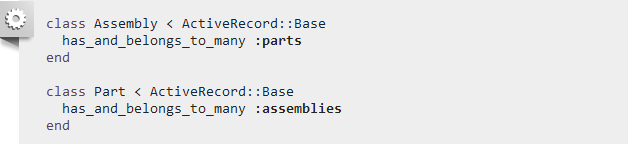 class Assembly < ActiveRecord::Base
  has_and_belongs_to_many :parts
end

class Part < ActiveRecord::Base
  has_and_belongs_to_many :assemblies
end